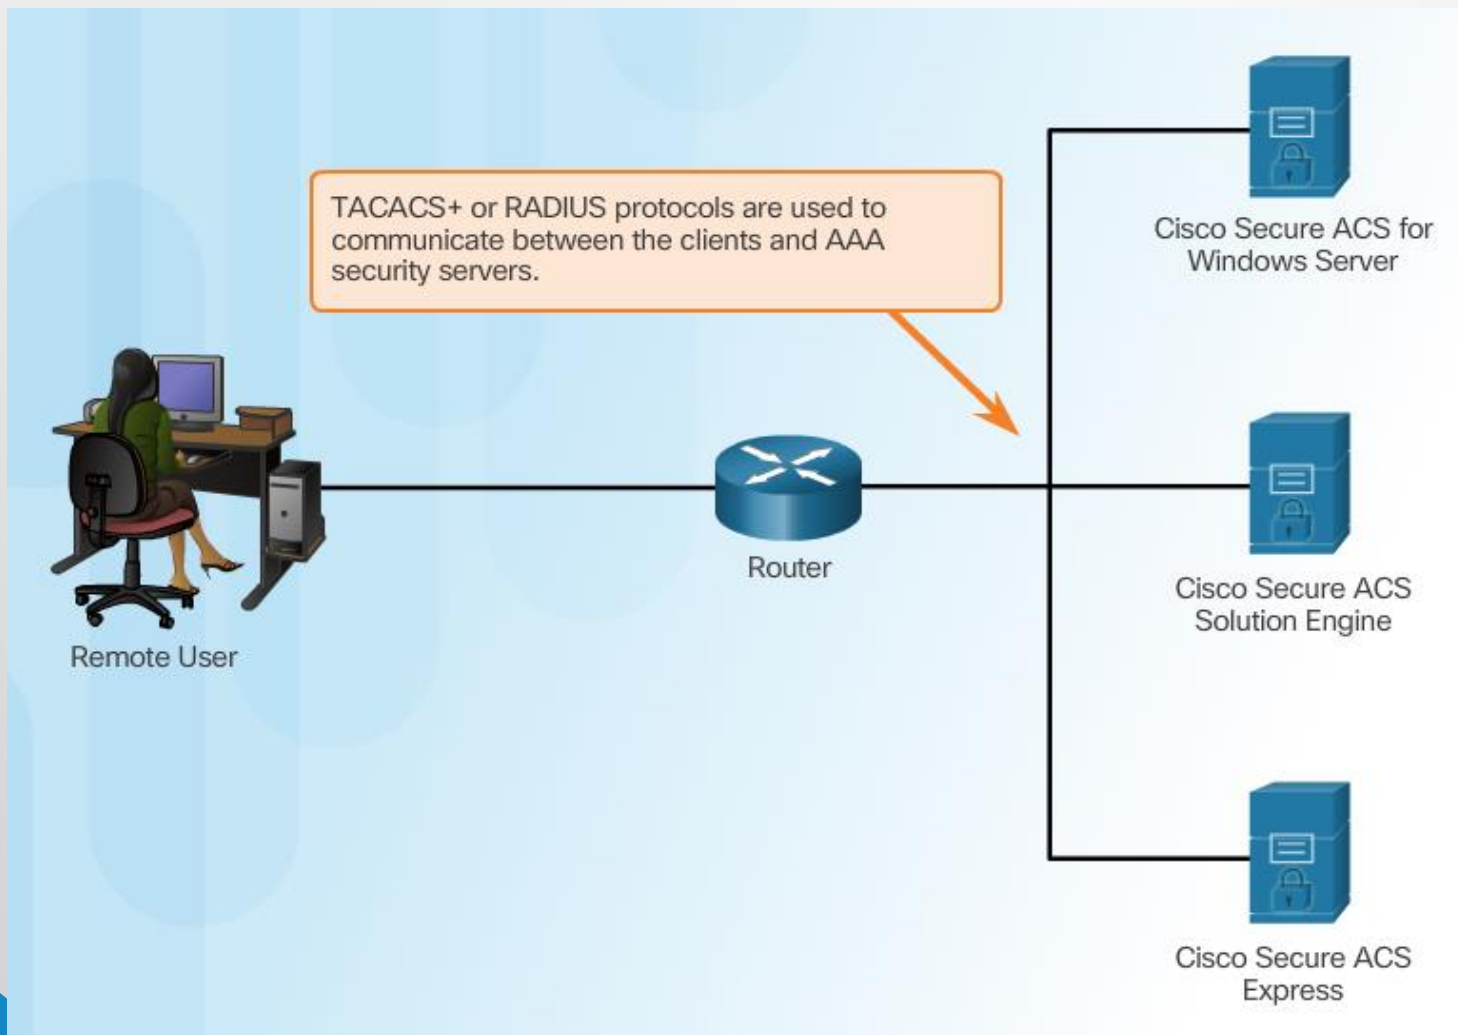 TACACS+ or RADIUS protocols are used to
communicate between the clients and AAA
security servers.
Cisco Secure ACS for
Windows Server
Router
Cisco Secure ACS
Solution Engine
Remote User
Cisco Secure ACS
Express